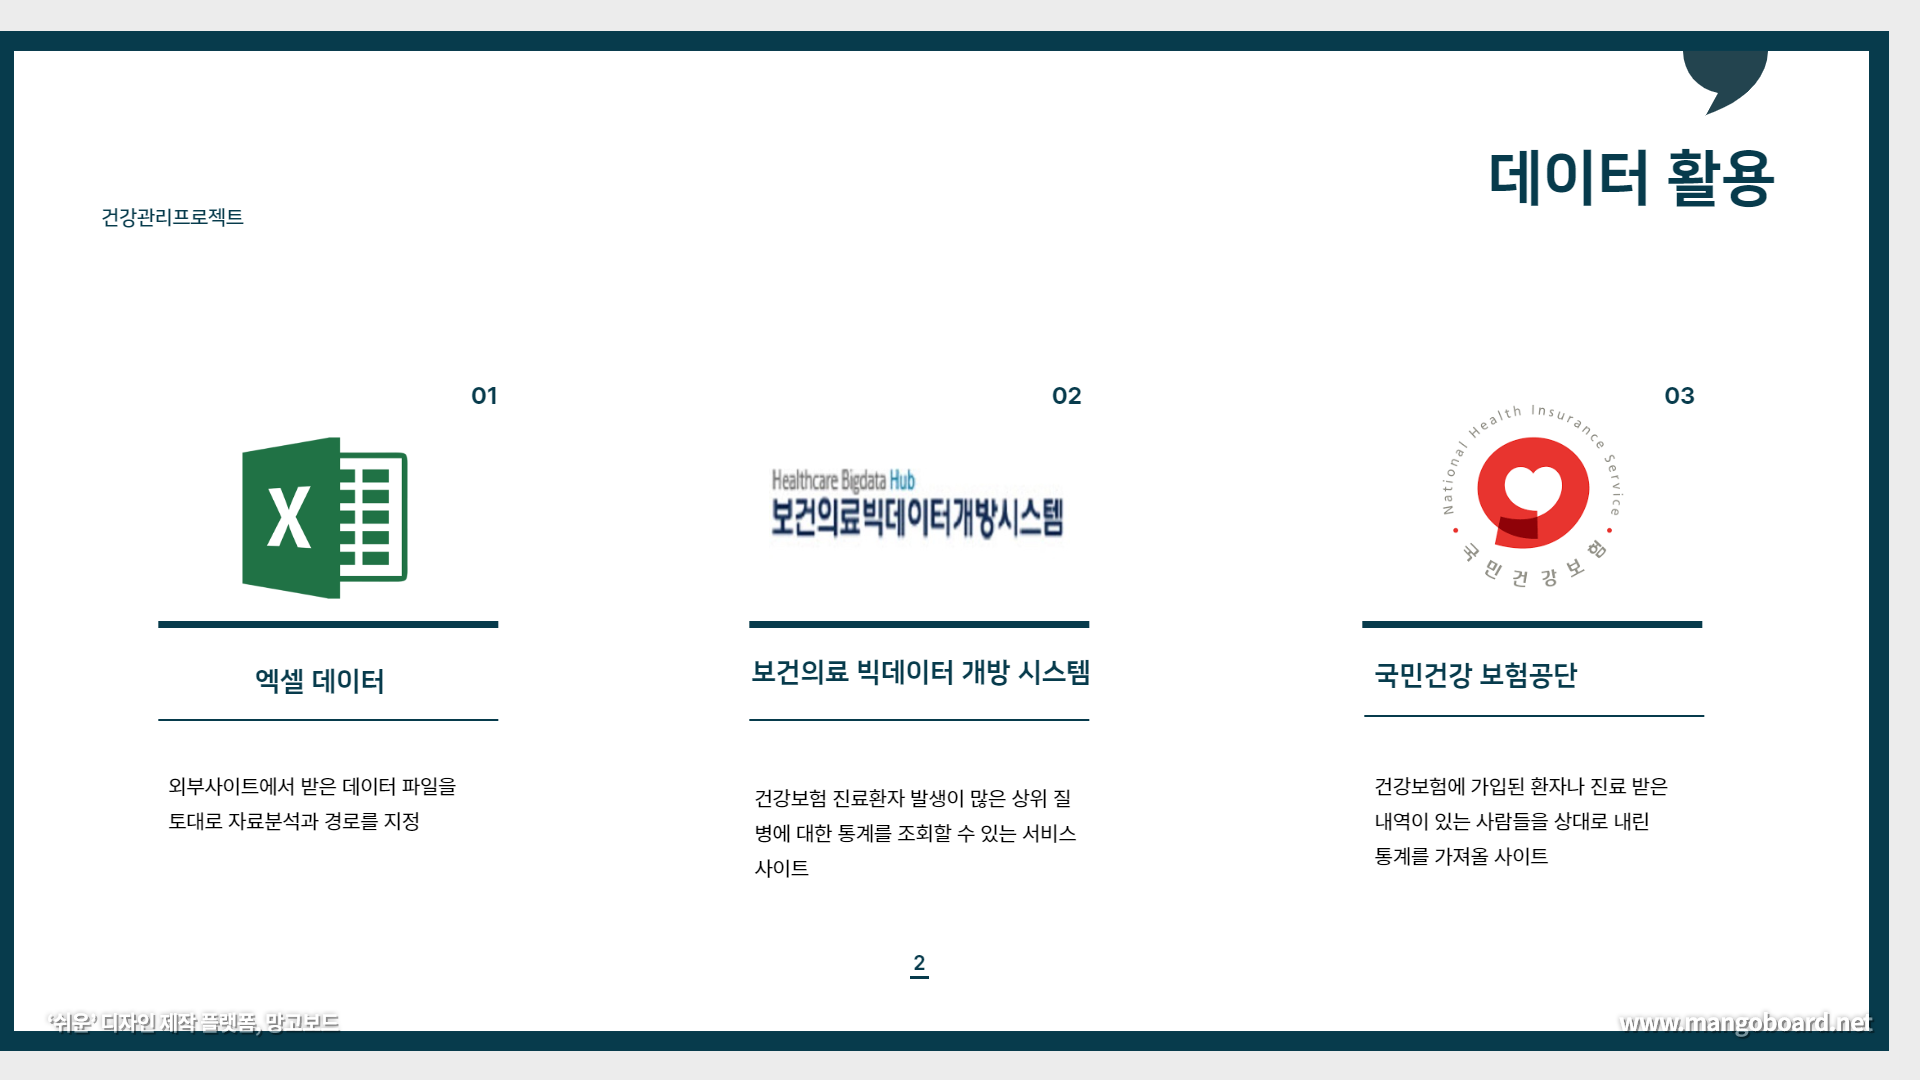 데이터 활용
건강관리프로젝트
01
X
엑셀 데이터
외부사이트에서 받은 데이터 파일을
토대로 자료분석과 경로를 지정
02
Healthcare Bigdata Hub
보건의료빅데이터개방시스템
보건의료 빅데이터 개방 시스템
건강보험 진료환자 발생이 많은 상위 질
병에 대한 통계를 조회할 수 있는 서비스
사이트
03
National Health Insurance Service
국민건강보험
국민건강 보험공단
건강보험에 가입된 환자나 진료 받은
내역이 있는 사람들을 상대로 내린
통계를 가져올 사이트
2
'쉬운' 디자인 제작 플랫폼, 망고보드
www.mangoboard.net